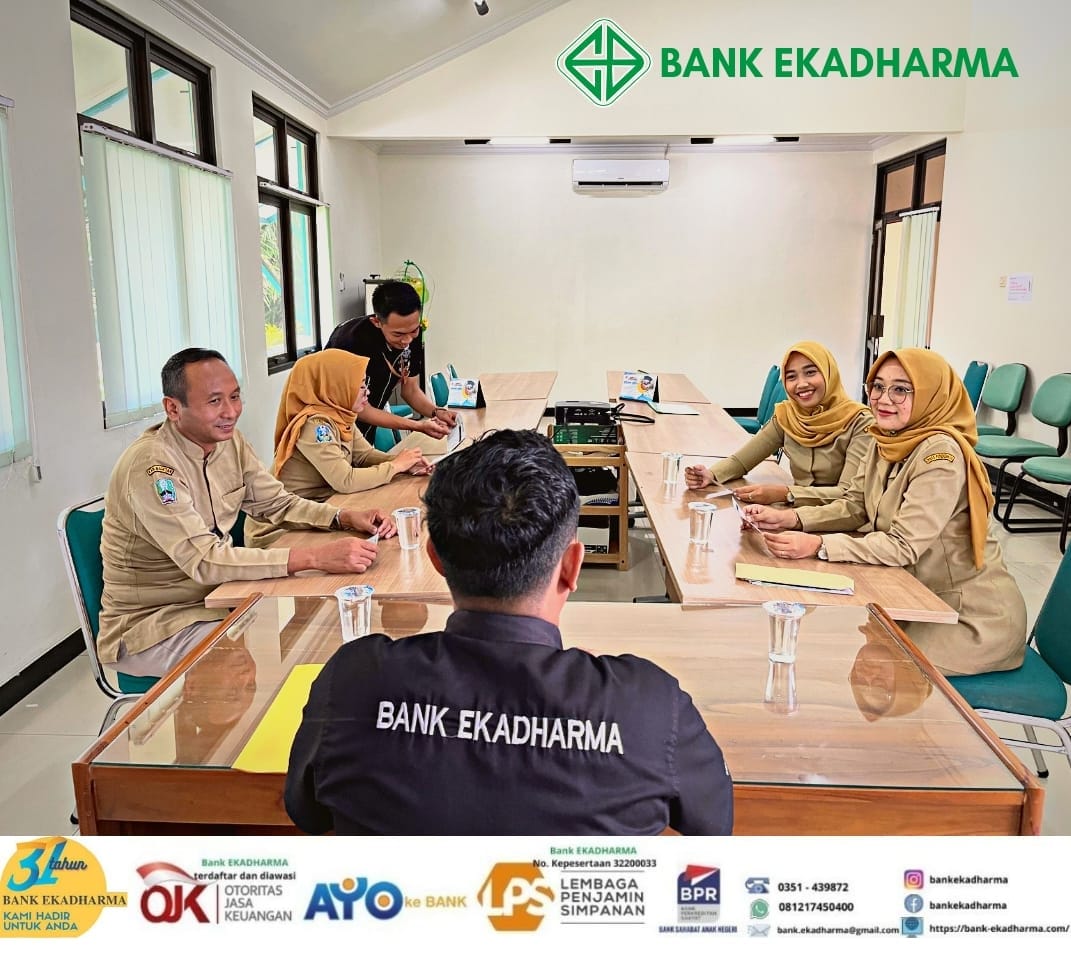 BANK EKADHARMA
BANK EKADHARMA
31 tahun
BANK EKADHARMA
KAMI HADIR
UNTUK ANDA
Bank EKADHARMA
terdaftar dan diawasi
OJK
OTORITAS
JASA
KEUANGAN
AYO ke BANK
Bank EKADHARMA
No. Kepesertaan 32200033
LPS
LEMBAGA
PENJAMIN
SIMPANAN
BPR
BANK SAHABAT ANAK NEGERI
0351 - 439872
081217450400
bank.ekadharma@gmail.com
bankekadharma
bankekadharma
https://bank-ekadharma.com/